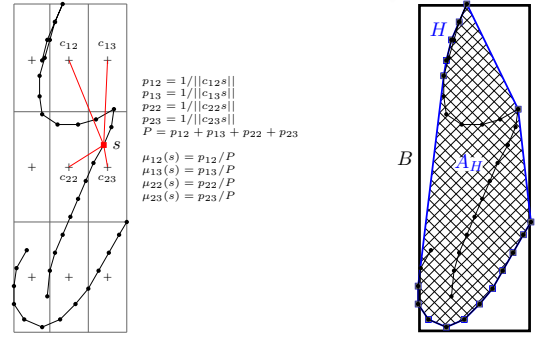 c₁₂ c₁₃
p₁₂ = 1/||c₁₂s||
p₁₃ = 1/||c₁₃s||
p₂₂ = 1/||c₂₂s||
p₂₃ = 1/||c₂₃s||
P = p₁₂ + p₁₃ + p₂₂ + p₂₃
s
μ₁₂(s) = p₁₂/P
μ₁₃(s) = p₁₃/P
μ₂₂(s) = p₂₂/P
μ₂₃(s) = p₂₃/P
c₂₂ c₂₃
H
B
A_H